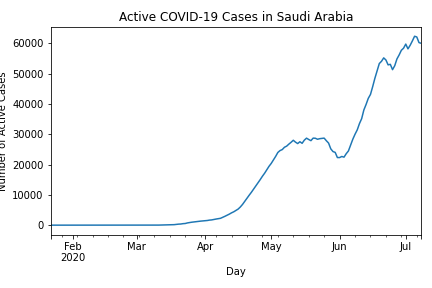 Active COVID-19 Cases in Saudi Arabia
Number of Active Cases
60000
50000
40000
30000
20000
10000
0
Feb Mar Apr May Jun Jul
2020
Day